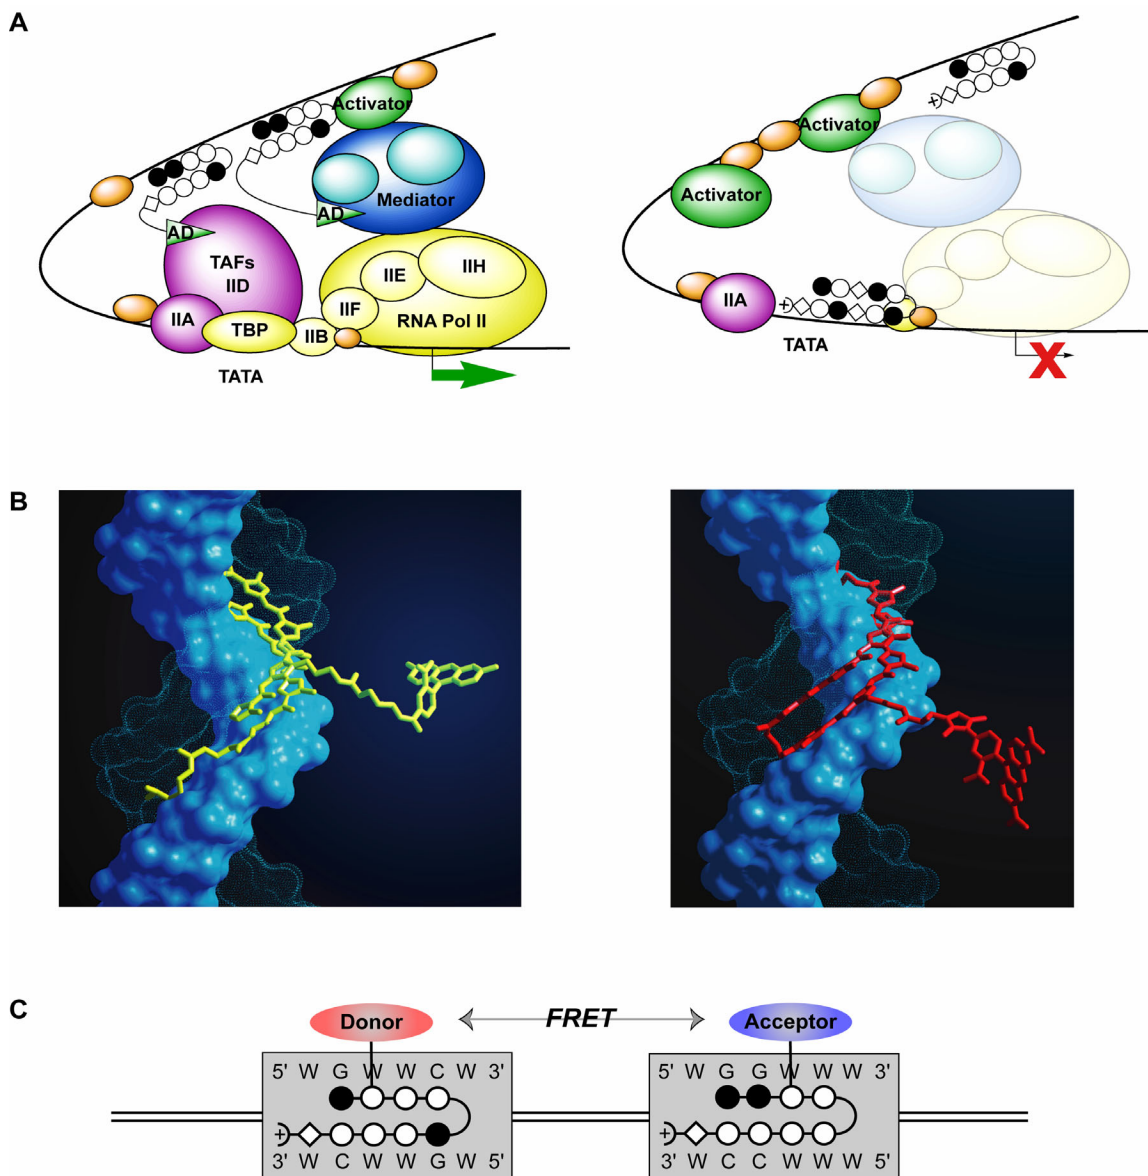 A
Activator
AD
Mediator
AD
TAFs
IID
IIE
IIH
IIA
TBP
IIF
IIB
RNA Pol II
TATA
Activator
Activator
IIA
TATA
X
B
C
Donor
FRET
Acceptor
5' W G W W C W 3'
+
3' W C W W G W 5'
5' W G G W W W 3'
+
3' W C C W W W 5'